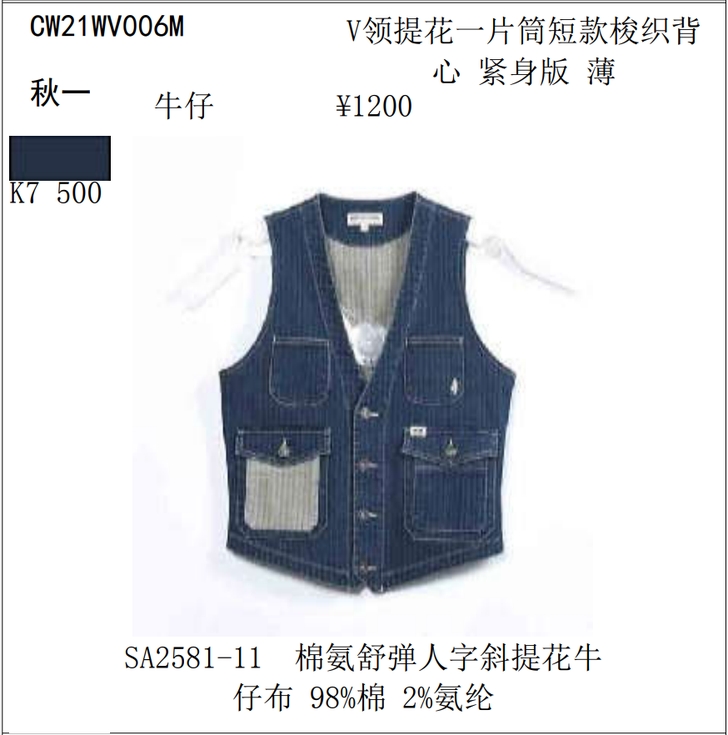 CW21WV006M
V领提花一片筒短款梭织背
心 紧身版 薄
秋一
牛仔
¥1200
K7 500
SA2581-11 棉氨舒弹人字斜提花牛
仔布 98%棉 2%氨纶